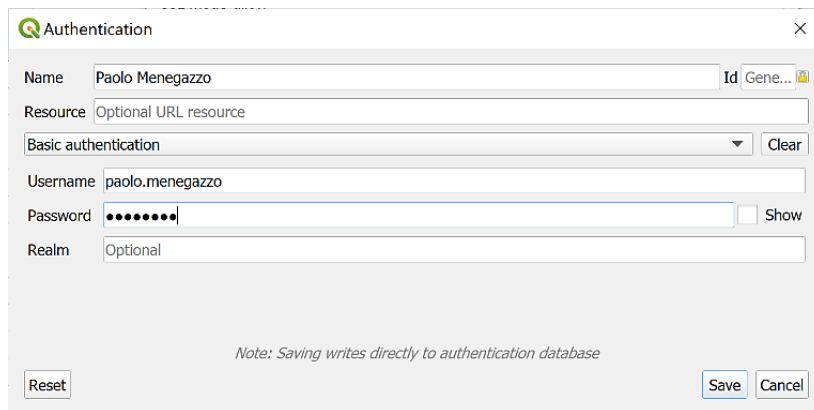 Authentication
Name Paolo Menegazzo Id Gene...
Resource Optional URL resource
Basic authentication Clear
Username paolo.menegazzo
Password ●●●●●●●● Show
Realm Optional
Note: Saving writes directly to authentication database
Reset Save Cancel